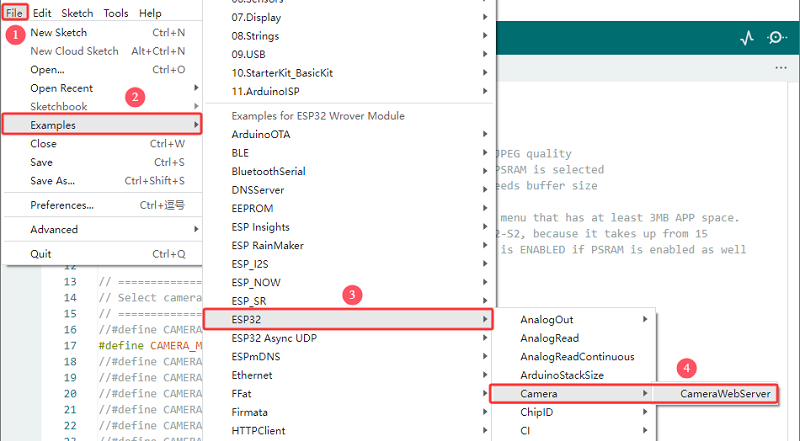 File Edit Sketch Tools Help
1
New Sketch Ctrl+N
New Cloud Sketch Alt+Ctrl+N
Open... Ctrl+O
Open Recent
2
Sketchbook
Examples
Close Ctrl+W
Save Ctrl+S
Save As... Ctrl+Shift+S
Preferences... Ctrl+逗号
Advanced
Quit Ctrl+Q
07.Display
08.Strings
09.USB
10.StarterKit_BasicKit
11.ArduinoISP
Examples for ESP32 Wrover Module
ArduinoOTA
BLE
BluetoothSerial
DNSServer
EEPROM
ESP Insights
ESP RainMaker
ESP_I2S
ESP_NOW
3
ESP_SR
ESP32
ESP32 Async UDP
ESPmDNS
Ethernet
FFat
Firmata
HTTPClient
AnalogOut
AnalogRead
AnalogReadContinuous
ArduinoStackSize
4
Camera
CameraWebServer
ChipID
CI
JPEG quality
PSRAM is selected
eeds buffer size
menu that has at least 3MB APP space.
2-S2, because it takes up from 15
is ENABLED if PSRAM is enabled as well
12
13 // ==============
14 // Select camera
15 // ==============
16 //#define CAMERA
17 #define CAMERA_M
18 //#define CAMERA
19 //#define CAMERA
20 //#define CAMERA
21 //#define CAMERA
22 //#define CAMERA
23 //#define CAMERA